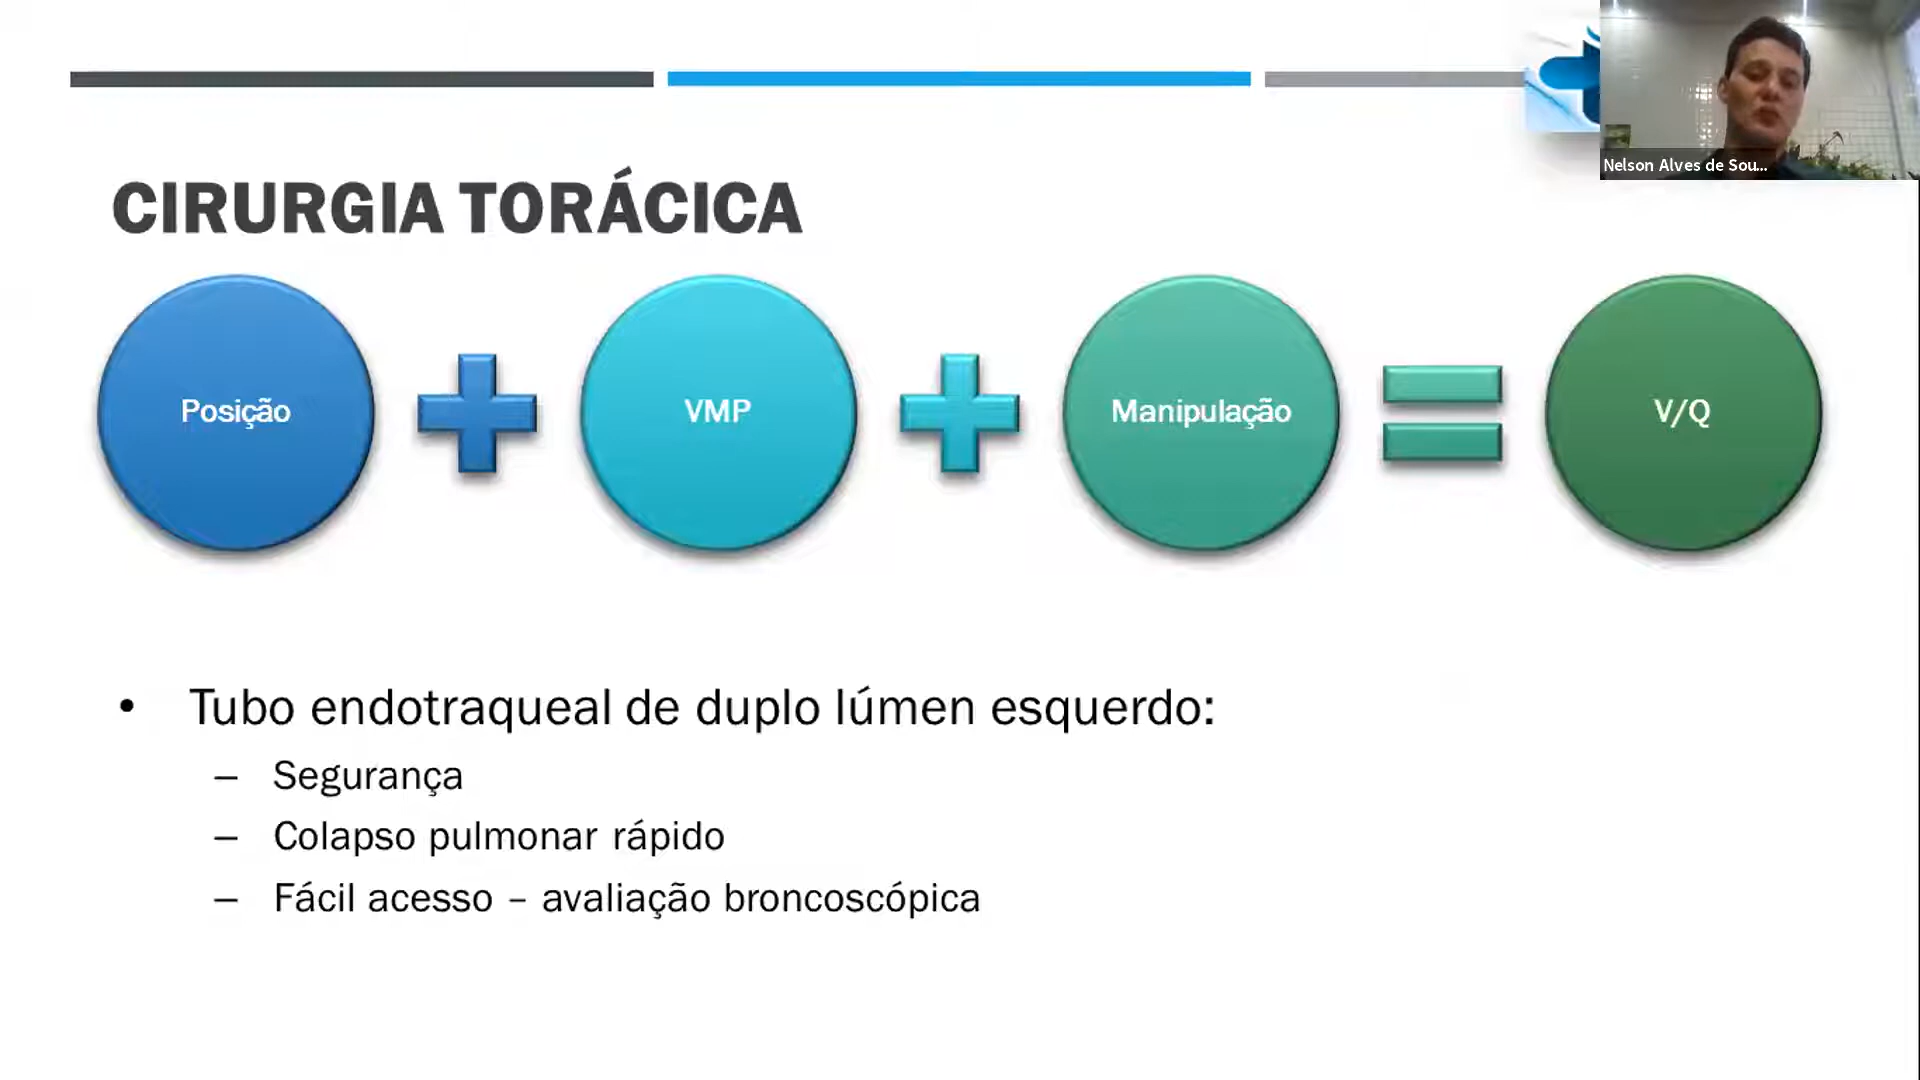 Nelson Alves de Sou...
CIRURGIA TORÁCICA
Posição
VMP
Manipulação
V/Q
• Tubo endotraqueal de duplo lúmen esquerdo:
– Segurança
– Colapso pulmonar rápido
– Fácil acesso – avaliação broncoscópica